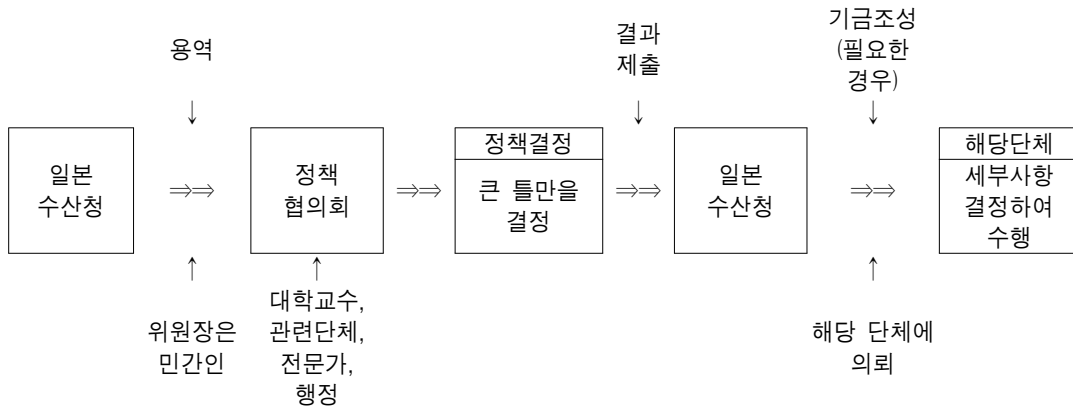 용역
결과
제출
기금조성
(필요한
경우)
일본
수산청
⇒⇒
정책
협의회
⇒⇒
정책결정
큰 틀만을
결정
⇒⇒
일본
수산청
⇒⇒
해당단체
세부사항
결정하여
수행
위원장은
민간인
대학교수,
관련단체,
전문가,
행정
해당 단체에
의뢰